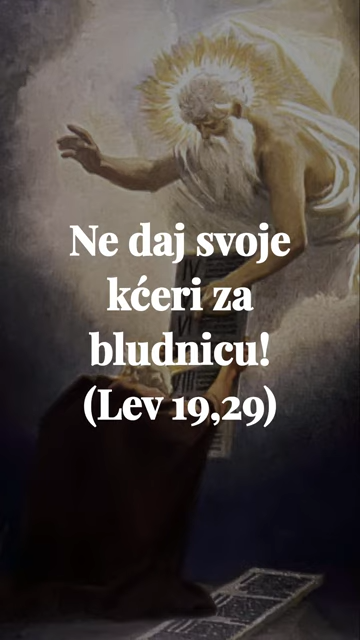 Ne daj svoje
kćeri za
bludnicu!
(Lev 19,29)